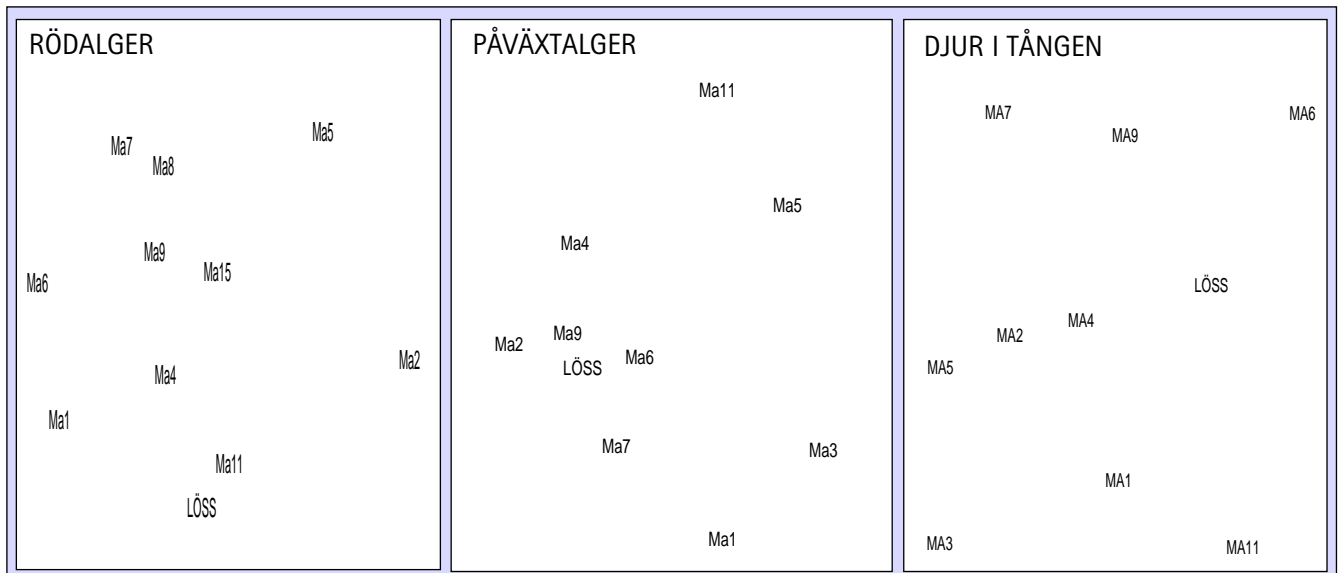 RÖDALGER
Ma5
Ma7
Ma8
Ma9
Ma15
Ma6
Ma2
Ma4
Ma1
Ma11
LÖSS
PÅVÄXTALGER
Ma11
Ma5
Ma4
Ma9
Ma2
Ma6
LÖSS
Ma7
Ma3
Ma1
DJUR I TÅNGEN
MA7
MA6
MA9
LÖSS
MA4
MA2
MA5
MA1
MA3
MA11